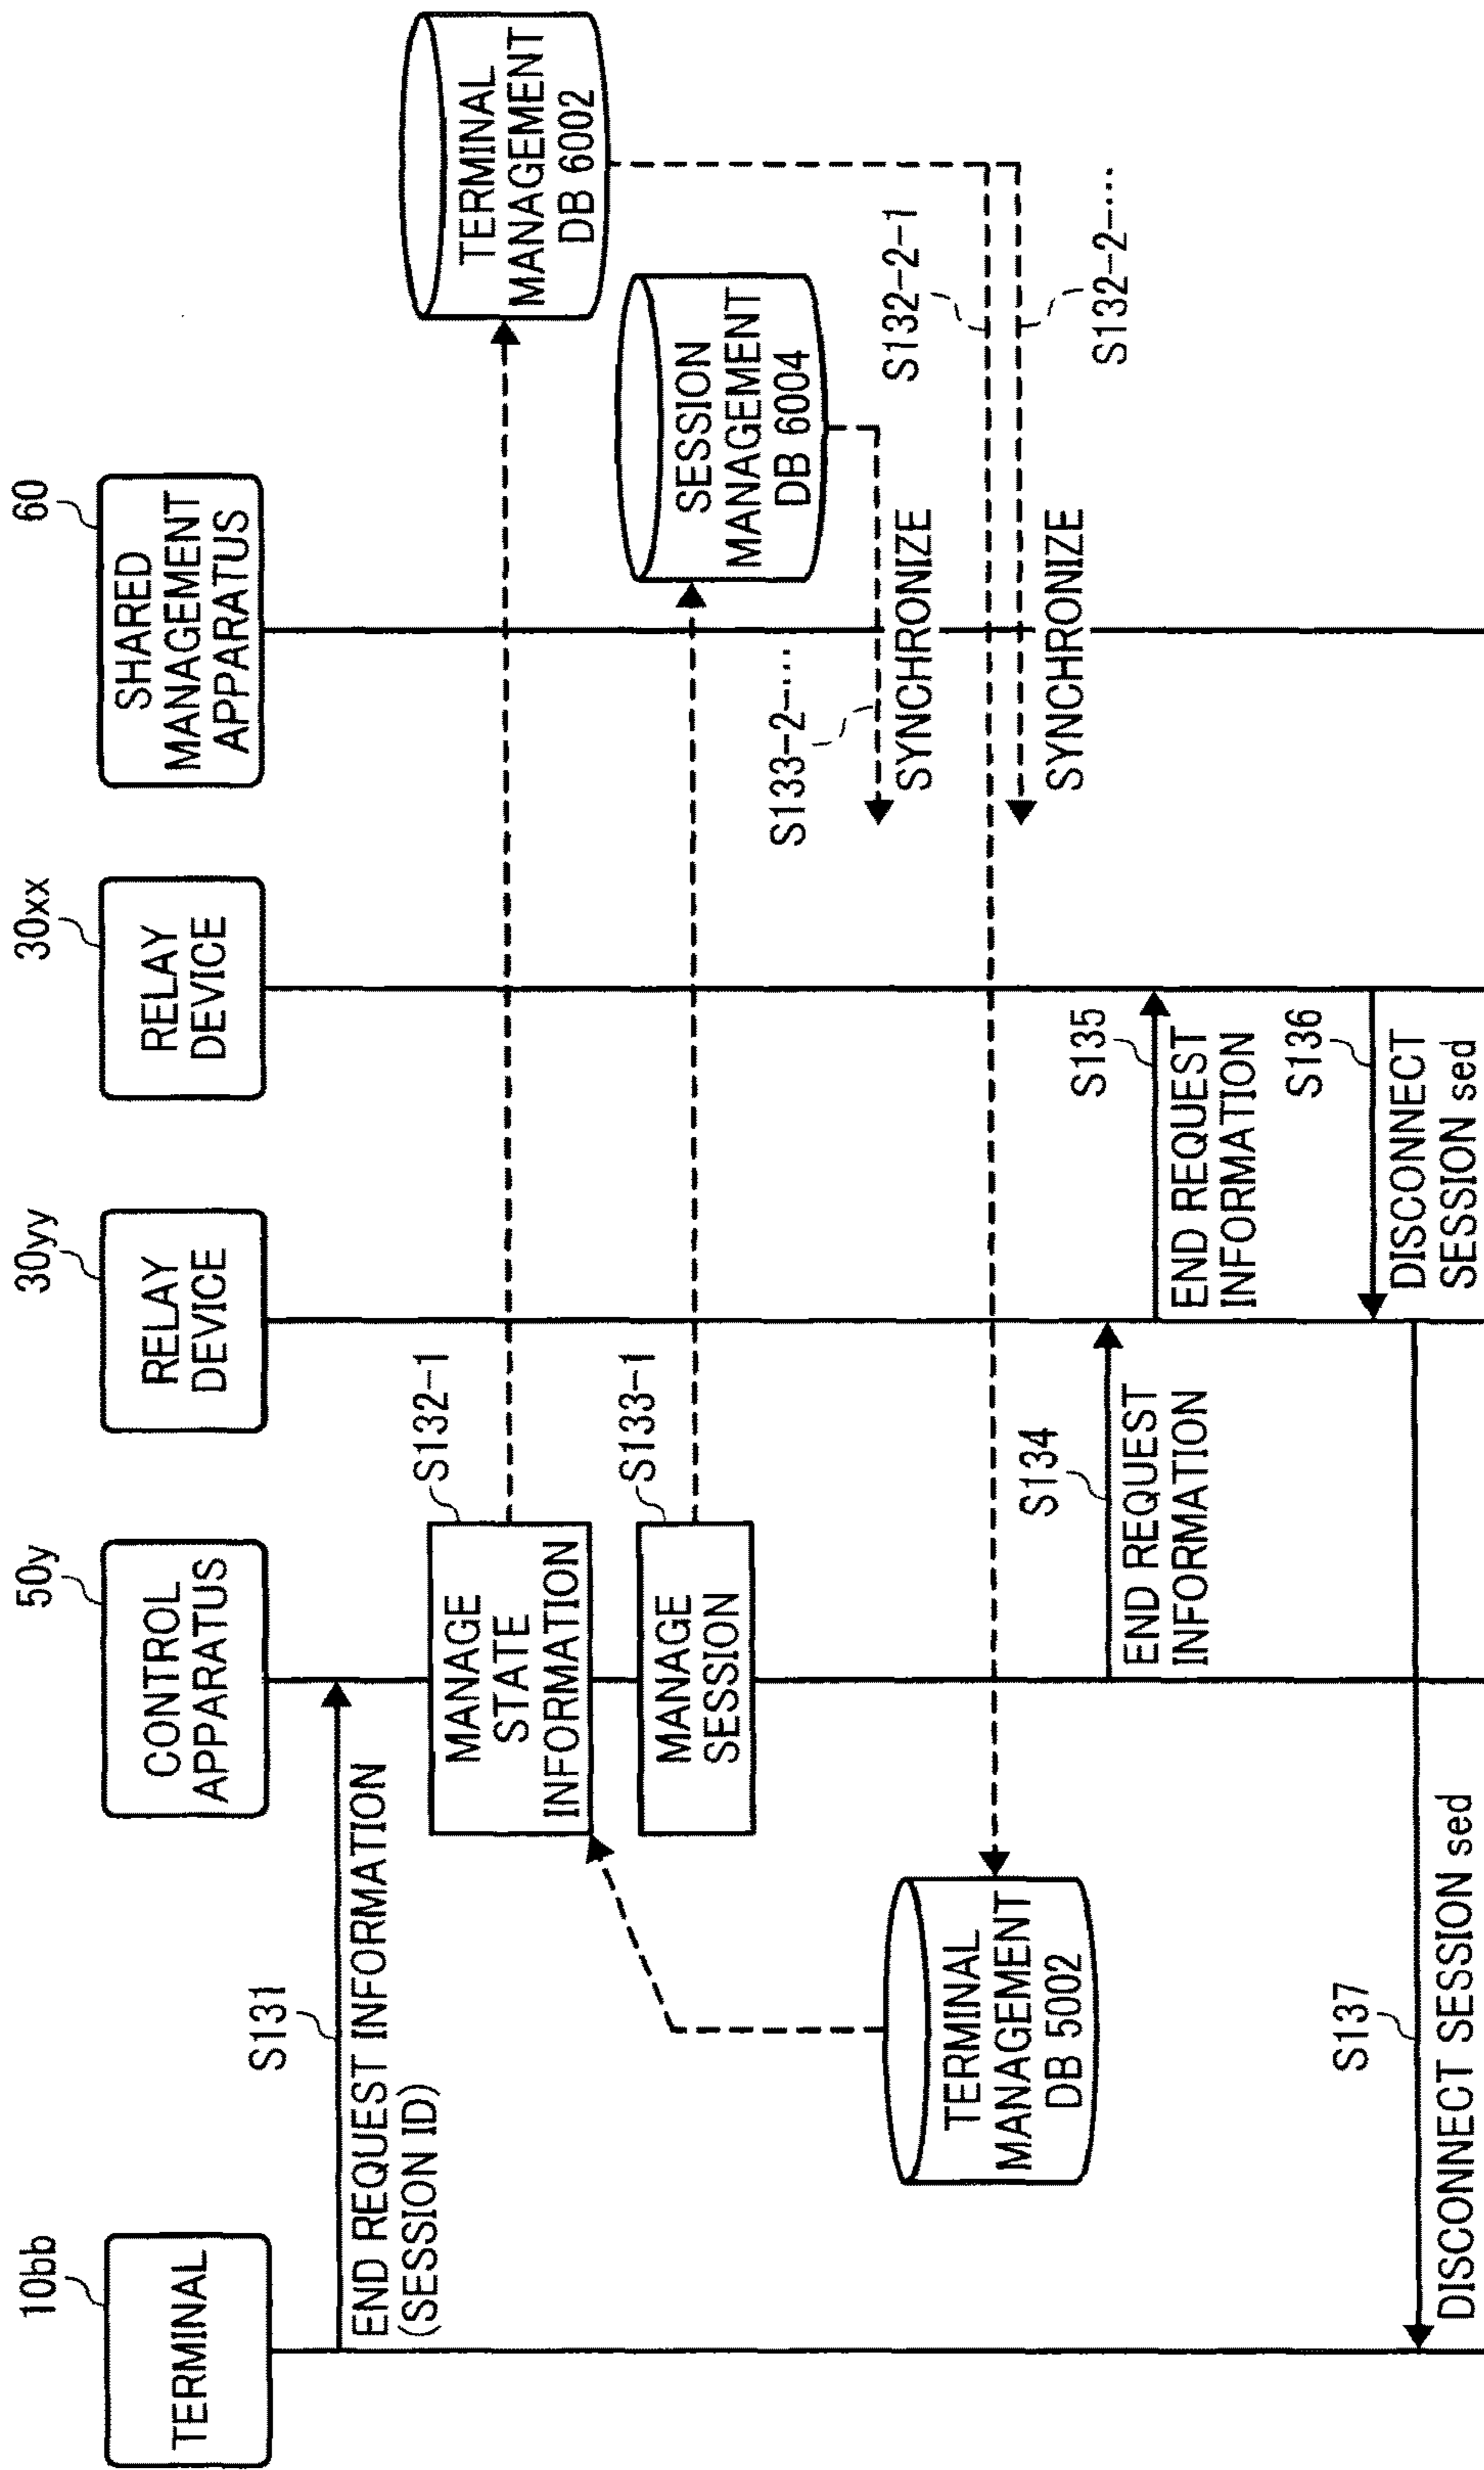 10bb
TERMINAL
50y
CONTROL
APPARATUS
30yy
RELAY
DEVICE
30xx
RELAY
DEVICE
60
SHARED
MANAGEMENT
APPARATUS
S131
END REQUEST INFORMATION
(SESSION ID)
MANAGE
STATE
INFORMATION
S132-1
TERMINAL
MANAGEMENT
DB 6002
MANAGE
SESSION
S133-1
SESSION
MANAGEMENT
DB 6004
S133-2-...
SYNCHRONIZE
S132-2-1
TERMINAL
MANAGEMENT
DB 5002
SYNCHRONIZE
S132-2-...
S134
END REQUEST
INFORMATION
S135
END REQUEST
INFORMATION
S136
DISCONNECT
SESSION sed
S137
DISCONNECT SESSION sed